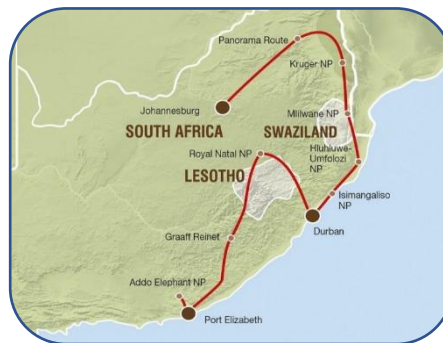 Panorama Route
Kruger NP
Johannesburg
Mlilwane NP
SOUTH AFRICA
SWAZILAND
Royal Natal NP
Hluhluwe-
Umfolozi
NP
LESOTHO
Isimangaliso
NP
Durban
Graaff Reinet
Addo Elephant NP
Port Elizabeth